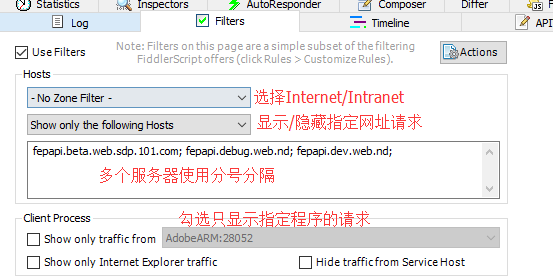 Statistics Inspectors AutoResponder Composer Differ
Log Filters Timeline API
Use Filters Note: Filters on this page are a simple subset of the filtering FiddlerScript offers (click Rules > Customize Rules). Actions
Hosts
- No Zone Filter - 选择Internet/Intranet
Show only the following Hosts 显示/隐藏指定网址请求
fepapi.beta.web.sdp.101.com; fepapi.debug.web.nd; fepapi.dev.web.nd;
多个服务器使用分号分隔
Client Process 勾选只显示指定程序的请求
Show only traffic from AdobeARM:28052
Show only Internet Explorer traffic Hide traffic from Service Host